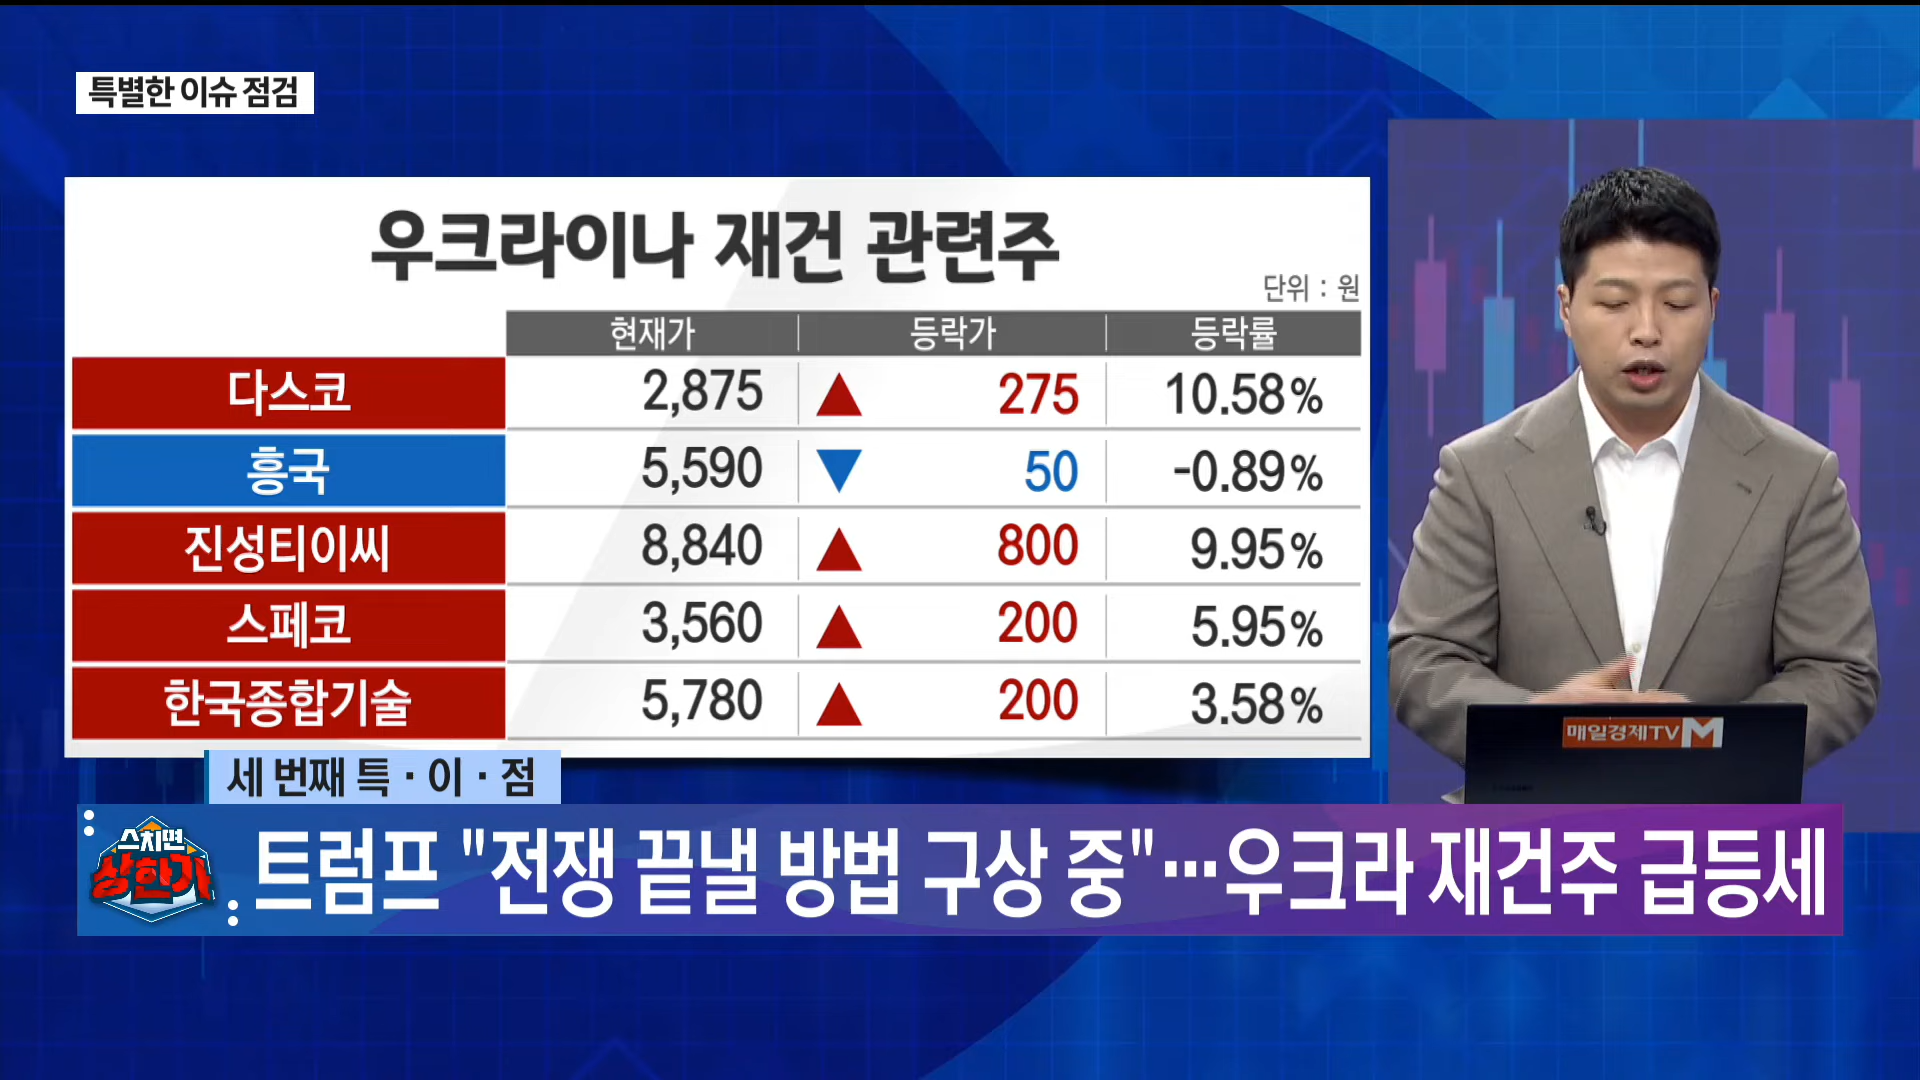 특별한 이슈 점검
우크라이나 재건 관련주
단위 : 원
현재가 등락가 등락률
다스코 2,875 ▲ 275 10.58%
흥국 5,590 ▼ 50 -0.89%
진성티이씨 8,840 ▲ 800 9.95%
스페코 3,560 ▲ 200 5.95%
한국종합기술 5,780 ▲ 200 3.58%
매일경제TV M
세 번째 특·이·점
스치면
상한가
트럼프 "전쟁 끝낼 방법 구상 중"…우크라 재건주 급등세